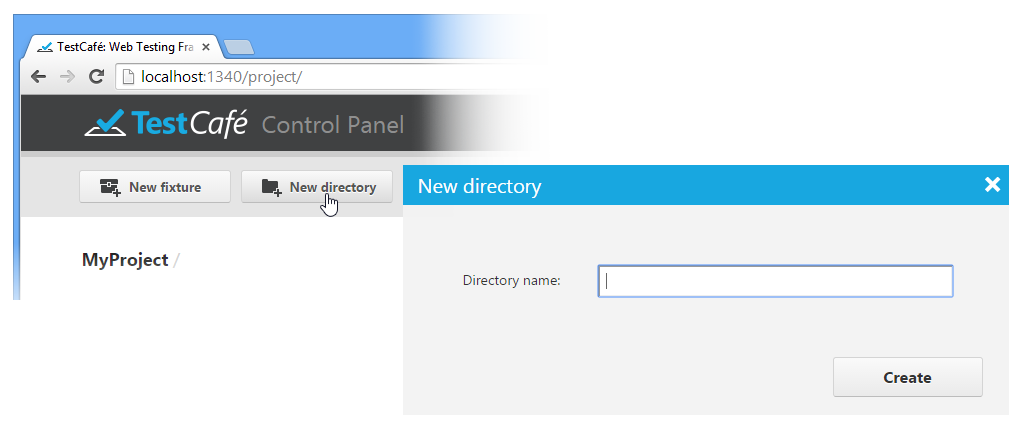 TestCafé: Web Testing Fra
localhost:1340/project/
TestCafé Control Panel
New fixture
New directory
New directory
MyProject /
Directory name:
Create